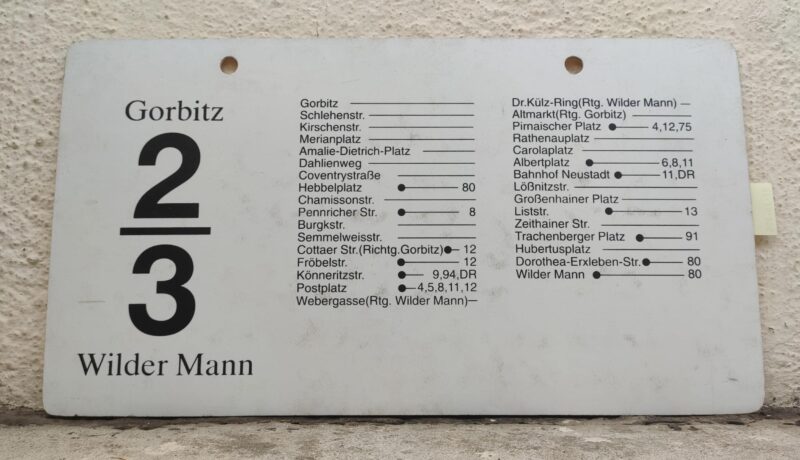 Gorbitz
2
3
Wilder Mann
Gorbitz
Schlehenstr.
Kirschenstr.
Merianplatz
Amalie-Dietrich-Platz
Dahlienweg
Coventrystraße
Hebbelplatz 80
Chamissonstr.
Pennricher Str. 8
Burgkstr.
Semmelweisstr.
Cottaer Str.(Richtg.Gorbitz) 12
Fröbelstr. 12
Könneritzstr. 9,94,DR
Postplatz 4,5,8,11,12
Webergasse(Rtg. Wilder Mann)
Dr.Külz-Ring(Rtg. Wilder Mann)
Altmarkt(Rtg. Gorbitz)
Pirnaischer Platz 4,12,75
Rathenauplatz
Carolaplatz
Albertplatz 6,8,11
Bahnhof Neustadt 11,DR
Lößnitzstr.
Großenhainer Platz
Liststr. 13
Zeithainer Str.
Trachenberger Platz 91
Hubertusplatz
Dorothea-Erxleben-Str. 80
Wilder Mann 80